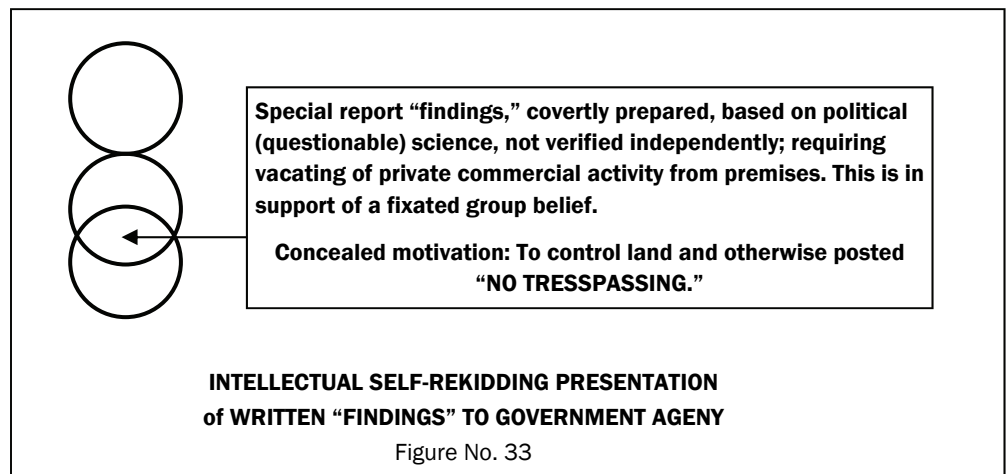 Special report “findings,” covertly prepared, based on political
(questionable) science, not verified independently; requiring
vacating of private commercial activity from premises. This is in
support of a fixated group belief.
Concealed motivation: To control land and otherwise posted
“NO TRESSPASSING.”
INTELLECTUAL SELF-REKIDDING PRESENTATION
of WRITTEN “FINDINGS” TO GOVERNMENT AGENY
Figure No. 33